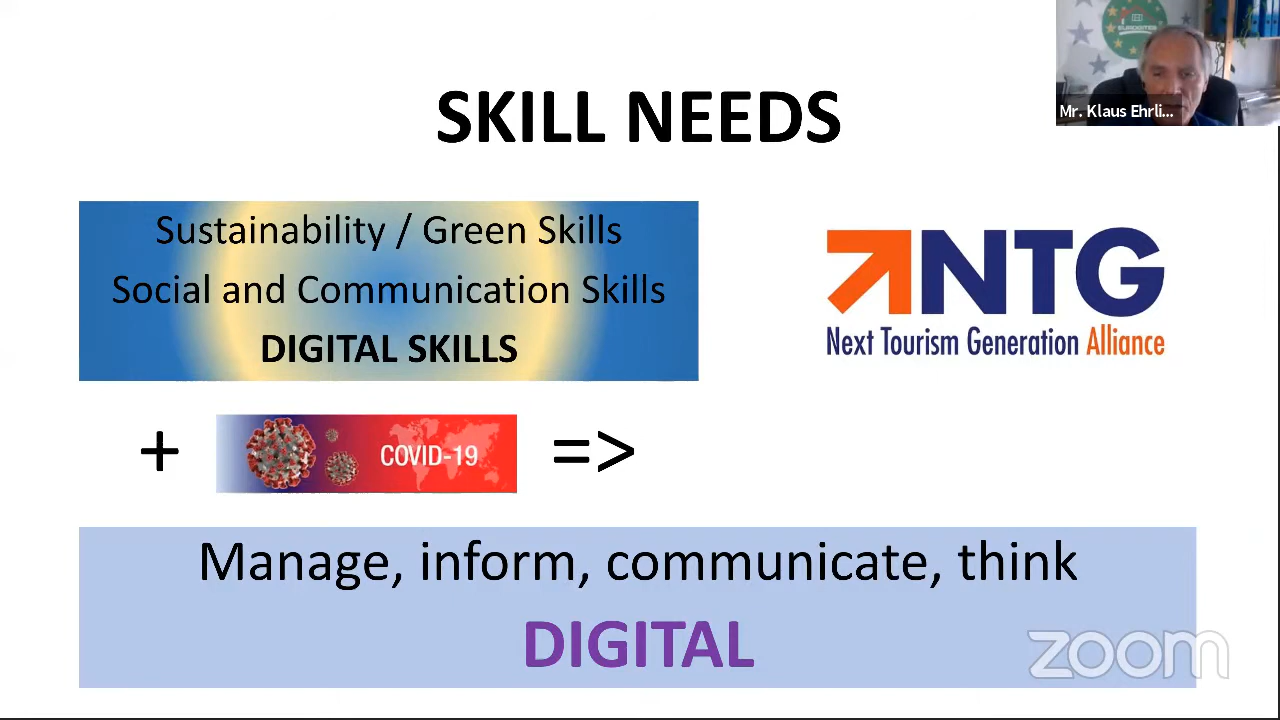 SKILL NEEDS
EUROGITES
Mr. Klaus Ehrli...
Sustainability / Green Skills
Social and Communication Skills
DIGITAL SKILLS
NTG
Next Tourism Generation Alliance
+ COVID-19 =>
Manage, inform, communicate, think
DIGITAL
zoom